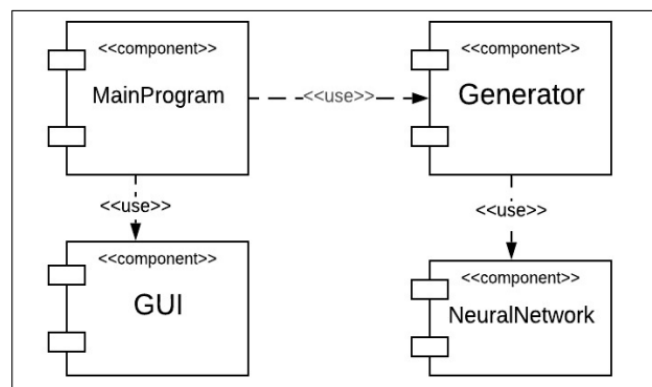 <<component>>
MainProgram
<<use>>
<<component>>
Generator
<<use>>
<<use>>
<<component>>
GUI
<<component>>
NeuralNetwork